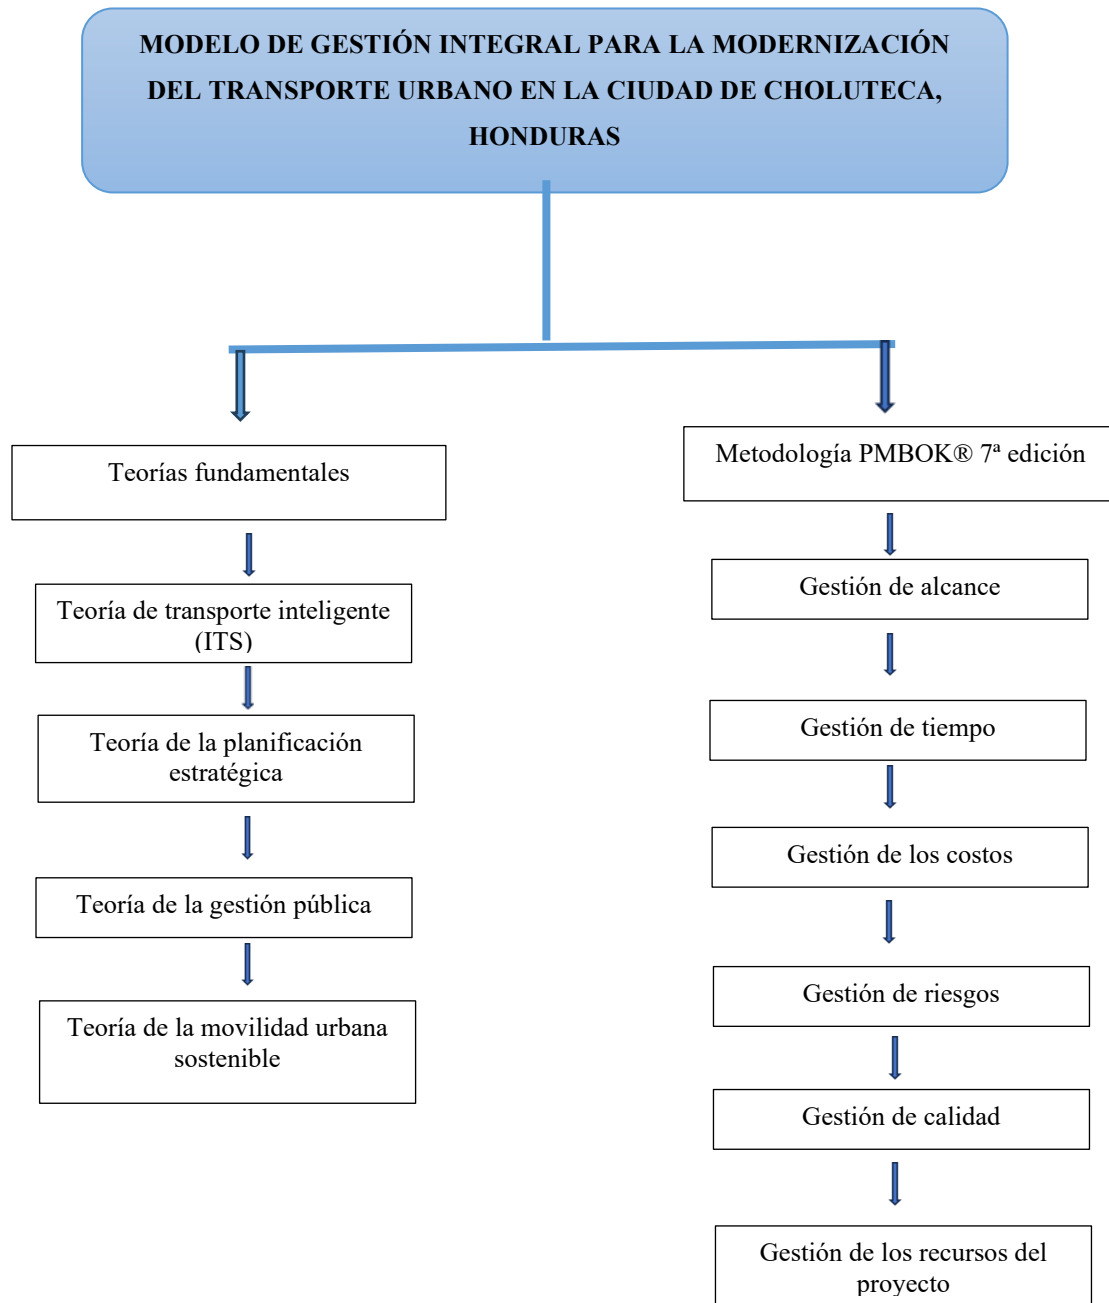 MODELO DE GESTIÓN INTEGRAL PARA LA MODERNIZACIÓN
DEL TRANSPORTE URBANO EN LA CIUDAD DE CHOLUTECA,
HONDURAS
Teorías fundamentales
Teoría de transporte inteligente
(ITS)
Teoría de la planificación
estratégica
Teoría de la gestión pública
Teoría de la movilidad urbana
sostenible
Metodología PMBOK® 7ª edición
Gestión de alcance
Gestión de tiempo
Gestión de los costos
Gestión de riesgos
Gestión de calidad
Gestión de los recursos del
proyecto